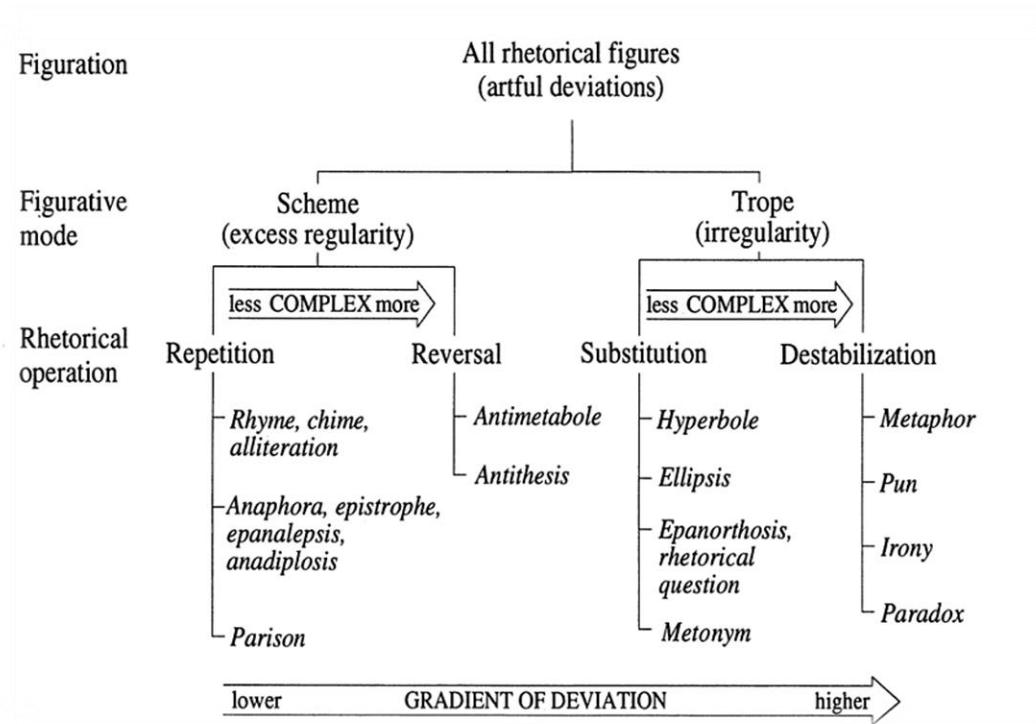 Figuration
All rhetorical figures
(artful deviations)
Figurative
mode
Scheme
(excess regularity)
Trope
(irregularity)
less COMPLEX more
less COMPLEX more
Rhetorical
operation
Repetition
Reversal
Substitution
Destabilization
Rhyme, chime,
alliteration
Anaphora, epistrophe,
epanalepsis,
anadiplosis
Parison
Antimetabole
Antithesis
Hyperbole
Ellipsis
Epanorthosis,
rhetorical
question
Metonym
Metaphor
Pun
Irony
Paradox
lower GRADIENT OF DEVIATION higher